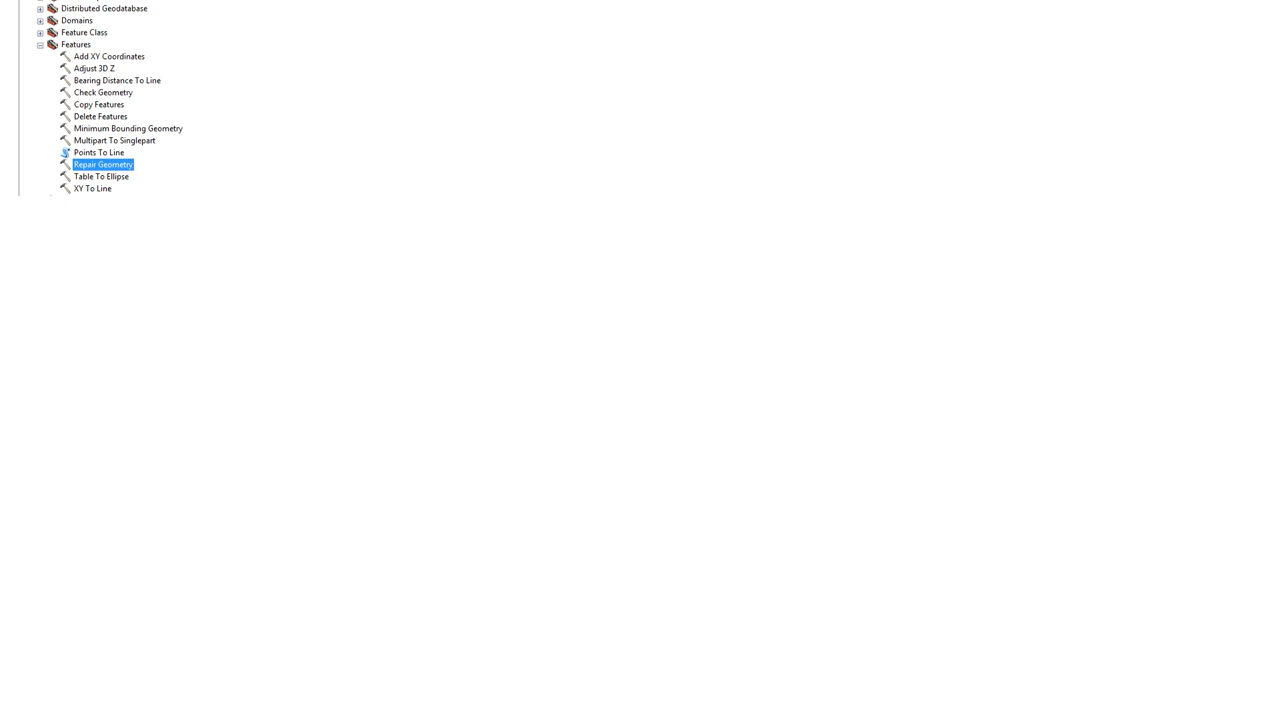 Distributed Geodatabase
Domains
Feature Class
Features
Add XY Coordinates
Adjust 3D Z
Bearing Distance To Line
Check Geometry
Copy Features
Delete Features
Minimum Bounding Geometry
Multipart To Singlepart
Points To Line
Repair Geometry
Table To Ellipse
XY To Line